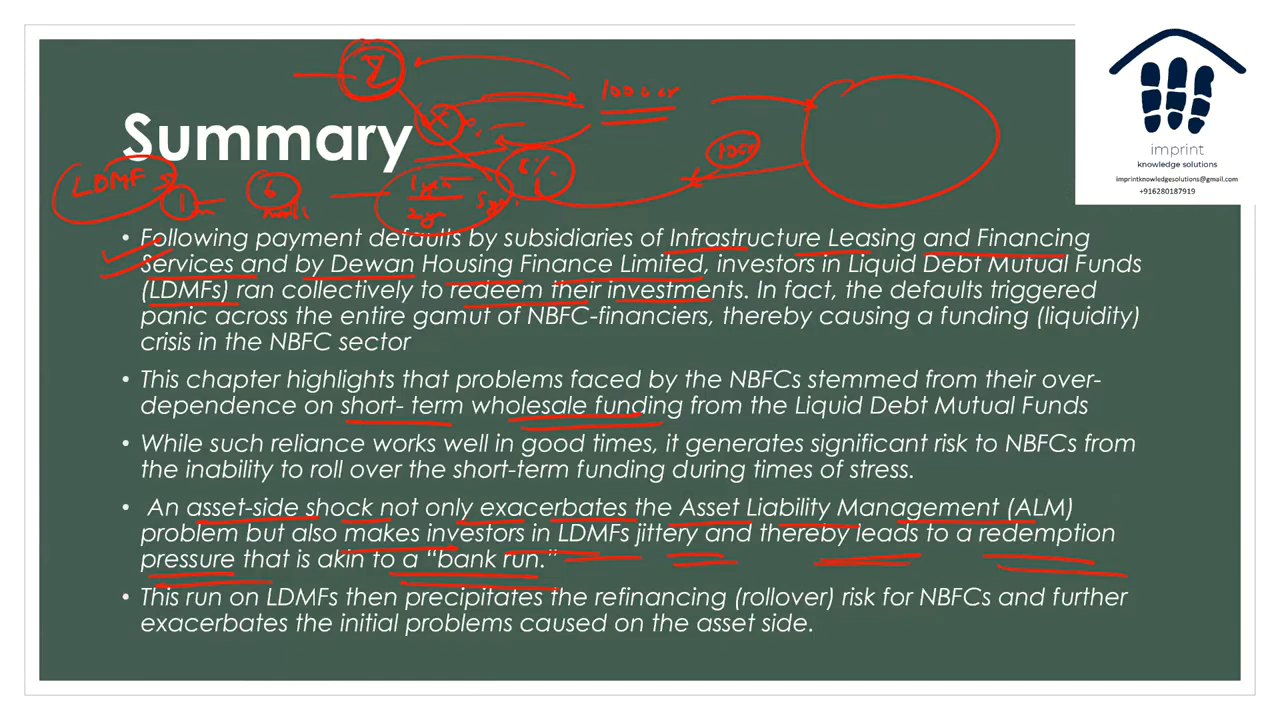 Y
1000 cr
X
Summary
8%
LDMFs
1
6
1 year
2 yr
imprint
knowledge solutions
imprintknowledgesolutions@gmail.com
+916280187919
• Following payment defaults by subsidiaries of Infrastructure Leasing and Financing
Services and by Dewan Housing Finance Limited, investors in Liquid Debt Mutual Funds
(LDMFs) ran collectively to redeem their investments. In fact, the defaults triggered
panic across the entire gamut of NBFC-financiers, thereby causing a funding (liquidity)
crisis in the NBFC sector
• This chapter highlights that problems faced by the NBFCs stemmed from their over-
dependence on short- term wholesale funding from the Liquid Debt Mutual Funds
• While such reliance works well in good times, it generates significant risk to NBFCs from
the inability to roll over the short-term funding during times of stress.
• An asset-side shock not only exacerbates the Asset Liability Management (ALM)
problem but also makes investors in LDMFs jittery and thereby leads to a redemption
pressure that is akin to a "bank run."
• This run on LDMFs then precipitates the refinancing (rollover) risk for NBFCs and further
exacerbates the initial problems caused on the asset side.